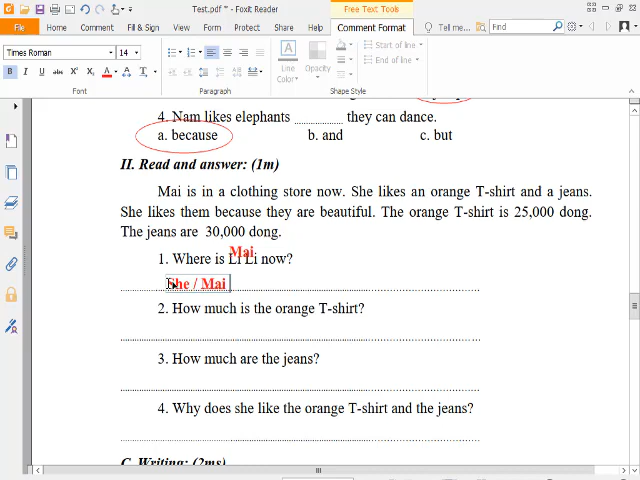 Test.pdf * - Foxit Reader
Free Text Tools
File
Home
Comment
Fill & Sign
View
Form
Protect
Share
Help
Comment Format
Tell me...
Find
Times Roman
14
Line Color
Opacity
Start of line
End of line
Font
Paragraph
Shape Style
4. Nam likes elephants ................ they can dance.
a. because b. and c. but
II. Read and answer: (1m)
Mai is in a clothing store now. She likes an orange T-shirt and a jeans.
She likes them because they are beautiful. The orange T-shirt is 25,000 dong.
The jeans are 30,000 dong.
Mai
1. Where is Li Li now?
She / Mai
2. How much is the orange T-shirt?
3. How much are the jeans?
4. Why does she like the orange T-shirt and the jeans?
C. Writing: (2ms)